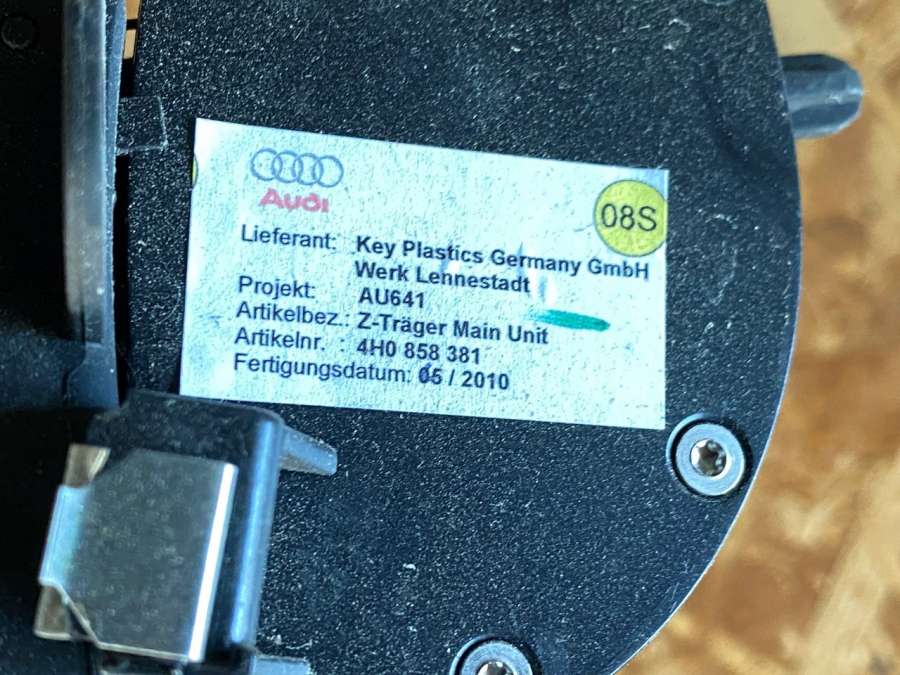 Audi
08S
Lieferant: Key Plastics Germany GmbH
Werk Lennestadt
Projekt: AU641
Artikelbez.: Z-Träger Main Unit
Artikelnr. : 4H0 858 381
Fertigungsdatum: 05 / 2010